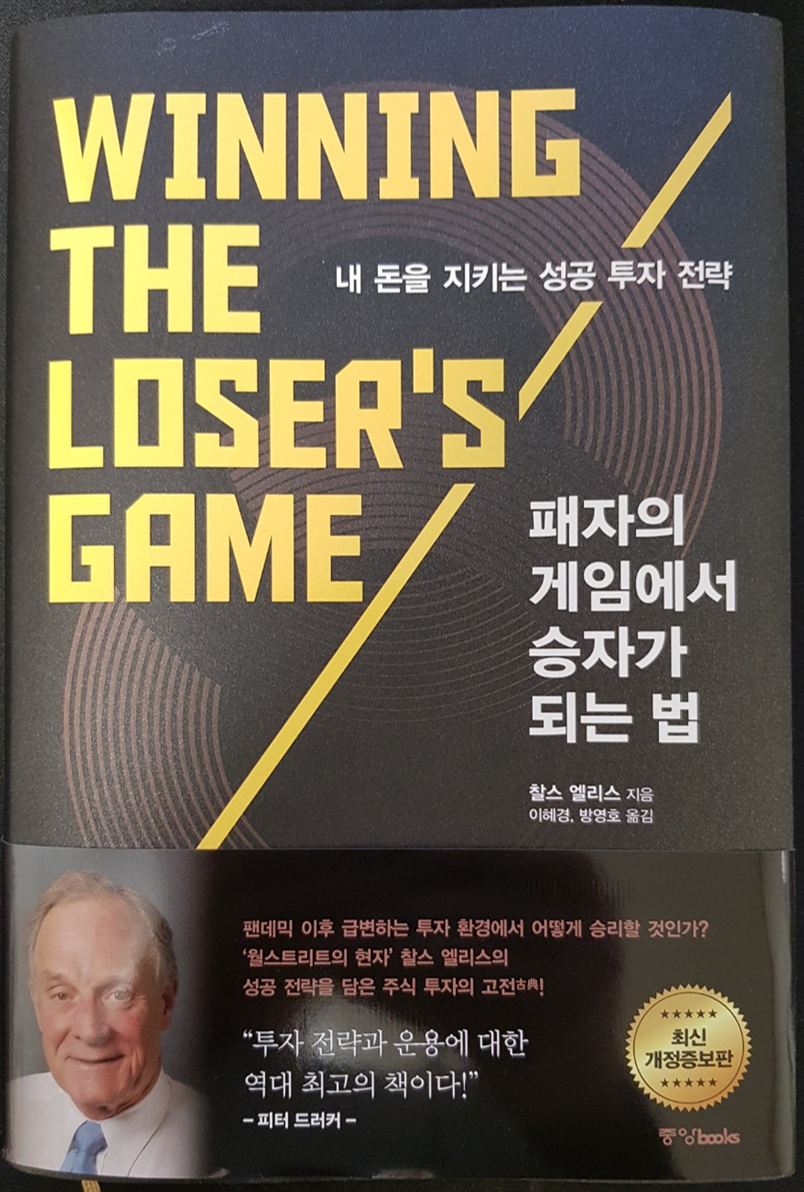 WINNING
THE
내 돈을 지키는 성공 투자 전략
LOSER'S
GAME
패자의
게임에서
승자가
되는 법
찰스 엘리스 지음
이혜경, 방영호 옮김
팬데믹 이후 급변하는 투자 환경에서 어떻게 승리할 것인가?
‘월스트리트의 현자’ 찰스 엘리스의
성공 전략을 담은 주식 투자의 고전古典!
“투자 전략과 운용에 대한
역대 최고의 책이다!”
– 피터 드러커 –
★★★★★
최신
개정증보판
★★★★★
중앙books